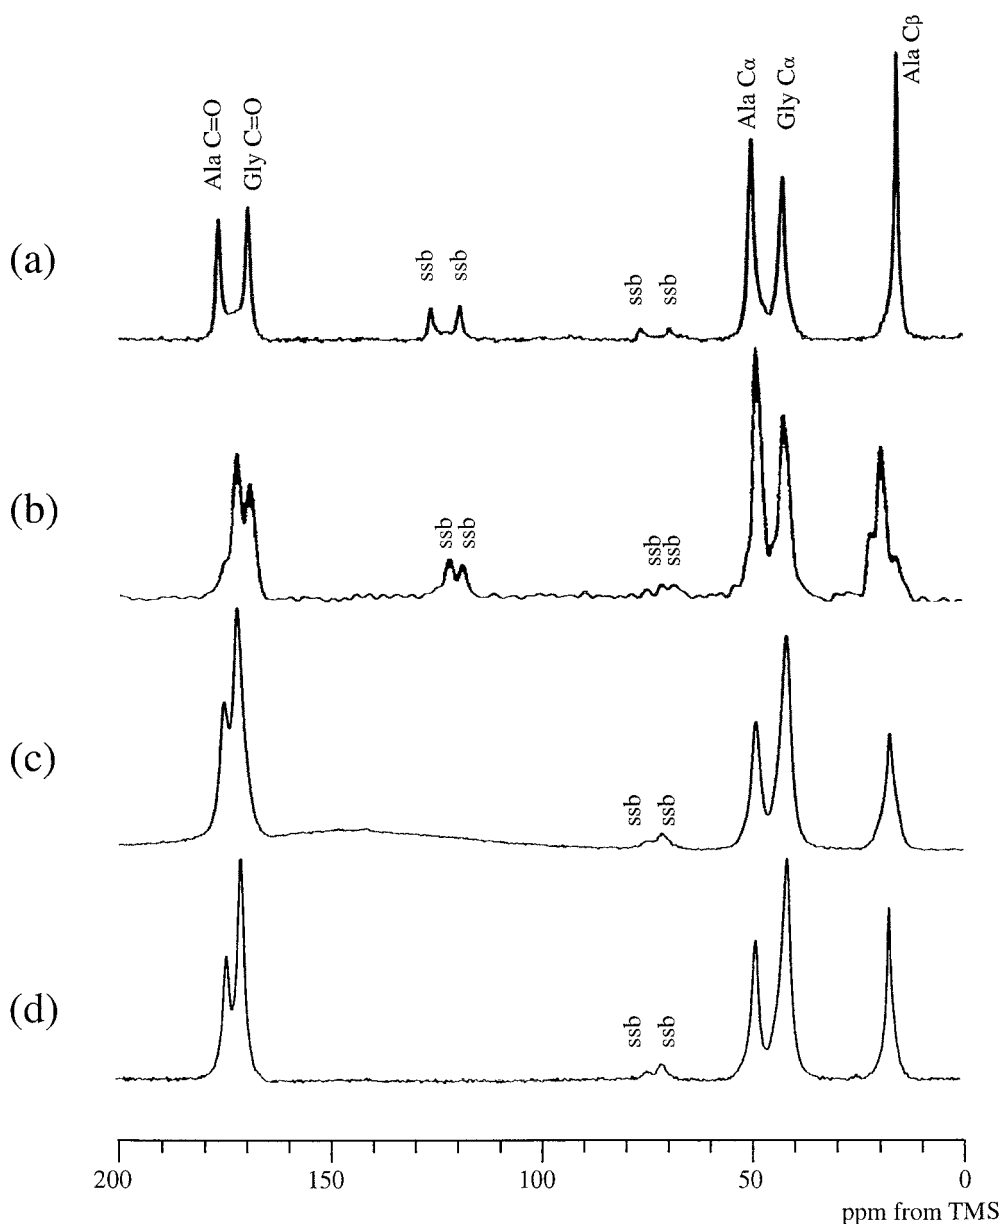 Ala C=O
Gly C=O
ssb
ssb
ssb
ssb
Ala Cα
Gly Cα
Ala Cβ
(a)
ssb
ssb
ssb
ssb
(b)
ssb
ssb
(c)
ssb
ssb
(d)
200
150
100
50
0
ppm from TMS